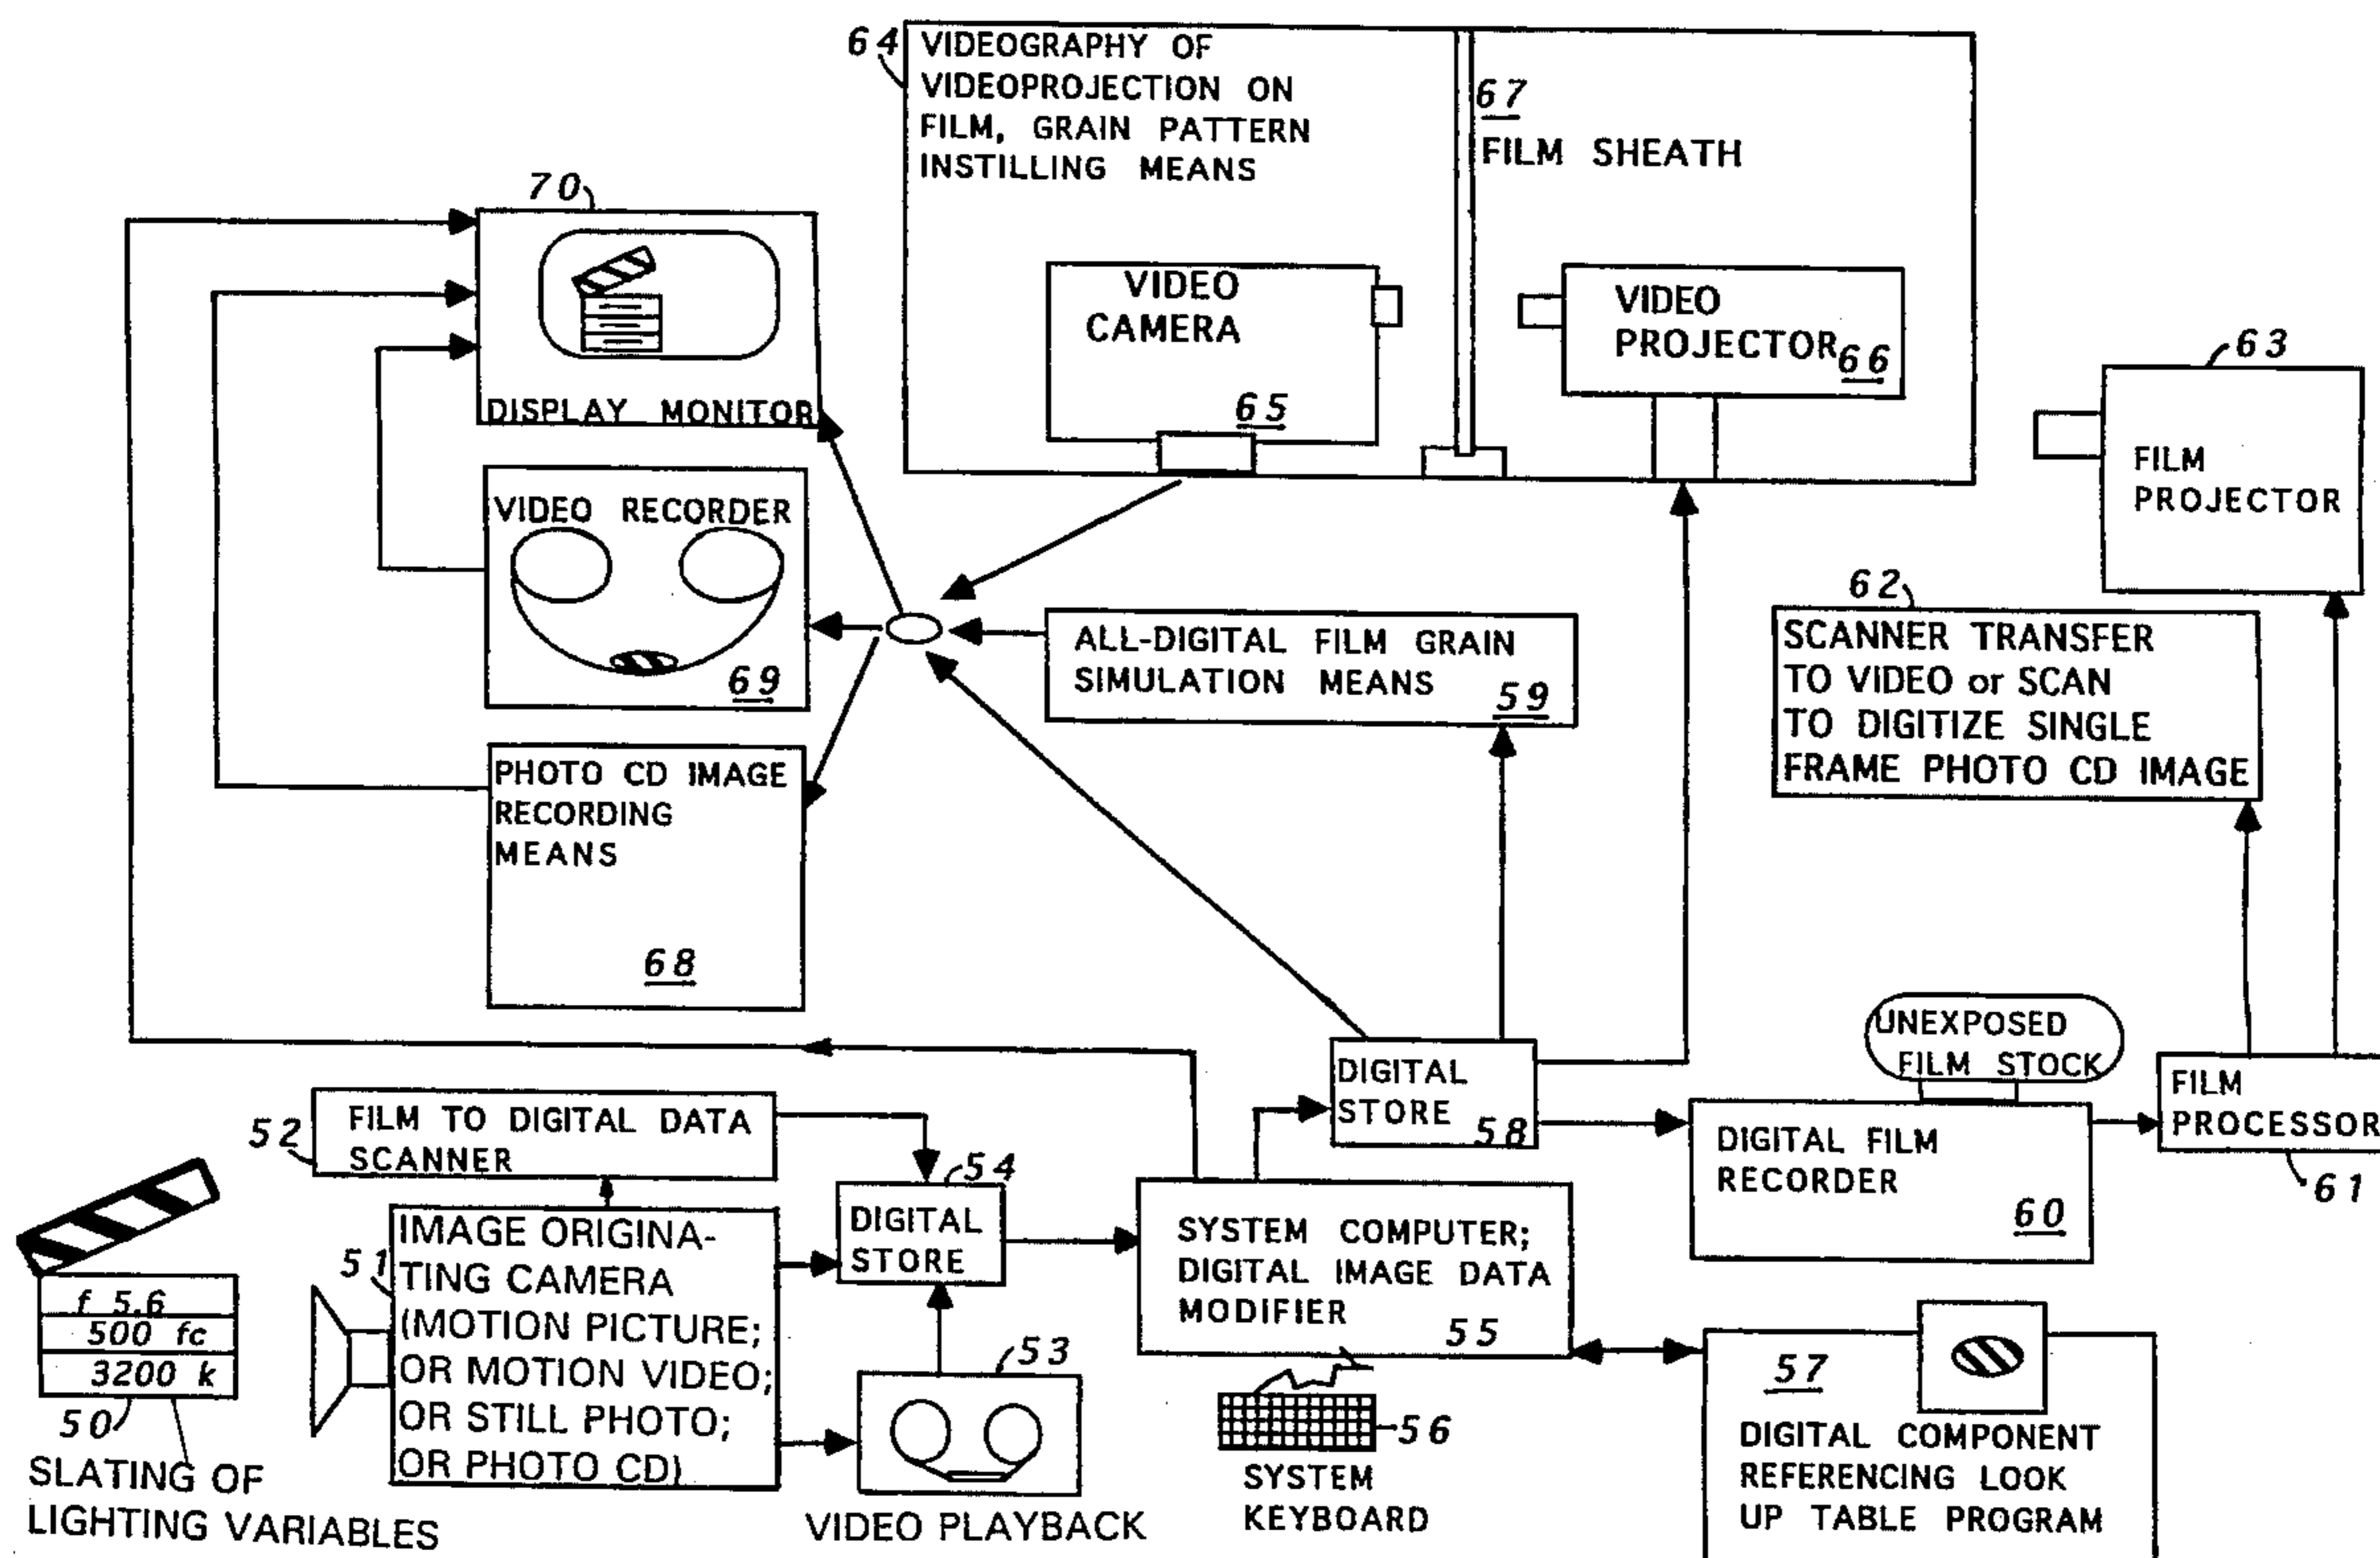 64
VIDEOGRAPHY OF
VIDEOPROJECTION ON
FILM, GRAIN PATTERN
INSTILLING MEANS
67
FILM SHEATH
VIDEO
CAMERA
65
VIDEO
PROJECTOR
66
70
DISPLAY MONITOR
63
FILM
PROJECTOR
VIDEO RECORDER
69
ALL-DIGITAL FILM GRAIN
SIMULATION MEANS
59
62
SCANNER TRANSFER
TO VIDEO or SCAN
TO DIGITIZE SINGLE
FRAME PHOTO CD IMAGE
PHOTO CD IMAGE
RECORDING
MEANS
68
DIGITAL
STORE
58
UNEXPOSED
FILM STOCK
DIGITAL FILM
RECORDER
60
FILM
PROCESSOR
61
52
FILM TO DIGITAL DATA
SCANNER
54
DIGITAL
STORE
f 5.6
500 fc
3200 k
50
SLATING OF
LIGHTING VARIABLES
51
IMAGE ORIGINA-
TING CAMERA
(MOTION PICTURE;
OR MOTION VIDEO;
OR STILL PHOTO;
OR PHOTO CD)
53
VIDEO PLAYBACK
SYSTEM COMPUTER;
DIGITAL IMAGE DATA
MODIFIER
55
56
SYSTEM
KEYBOARD
57
DIGITAL COMPONENT
REFERENCING LOOK
UP TABLE PROGRAM